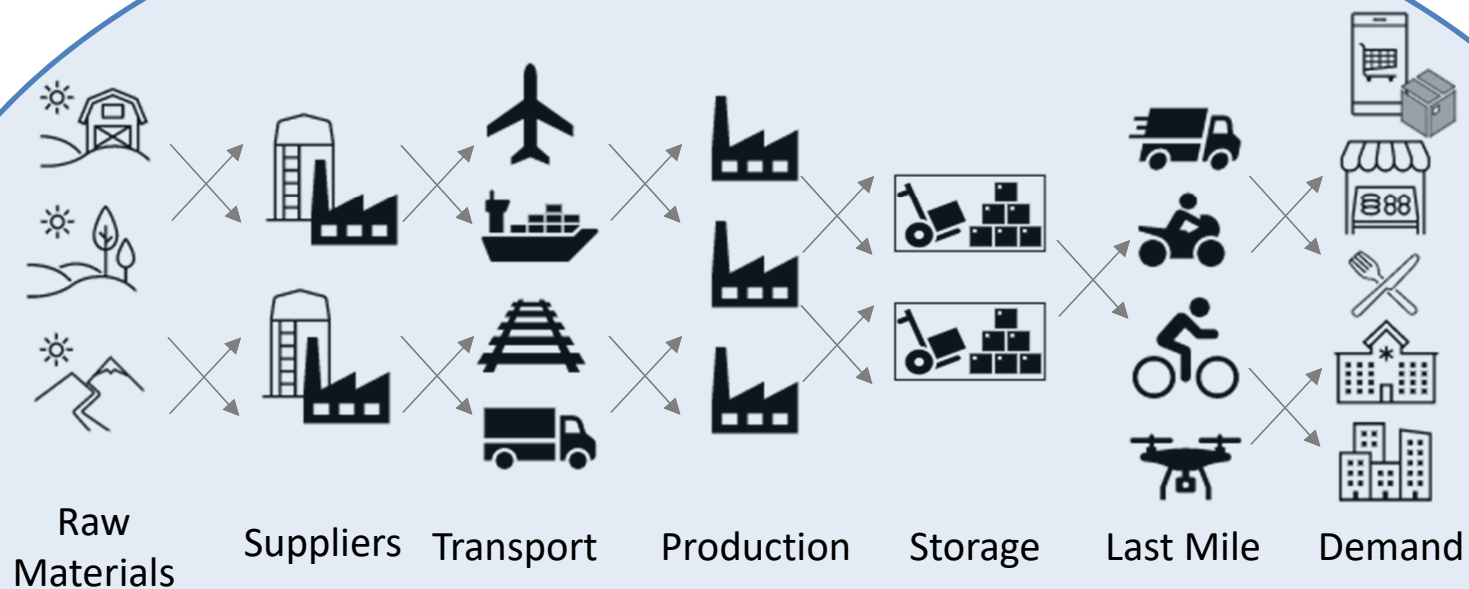 Raw
Materials
Suppliers
Transport
Production
Storage
Last Mile
Demand